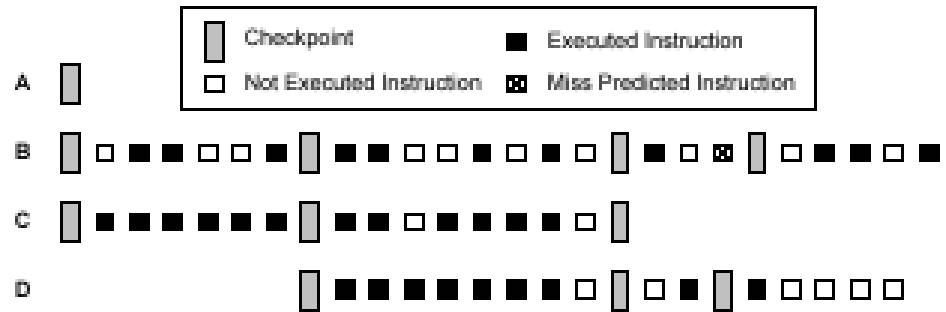 Checkpoint
Executed Instruction
Not Executed Instruction
Miss Predicted Instruction
A
B
C
D